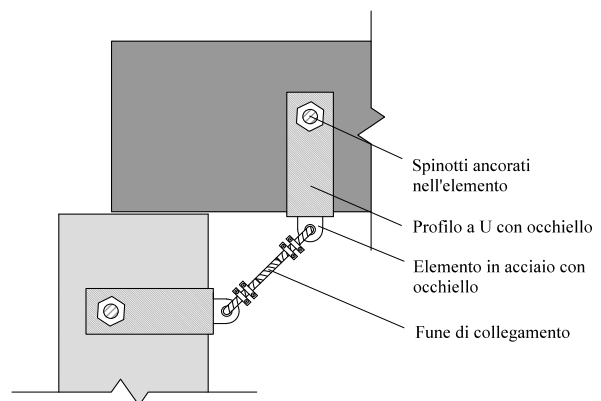 Spinotti ancorati
nell'elemento
Profilo a U con occhiello
Elemento in acciaio con
occhiello
Fune di collegamento